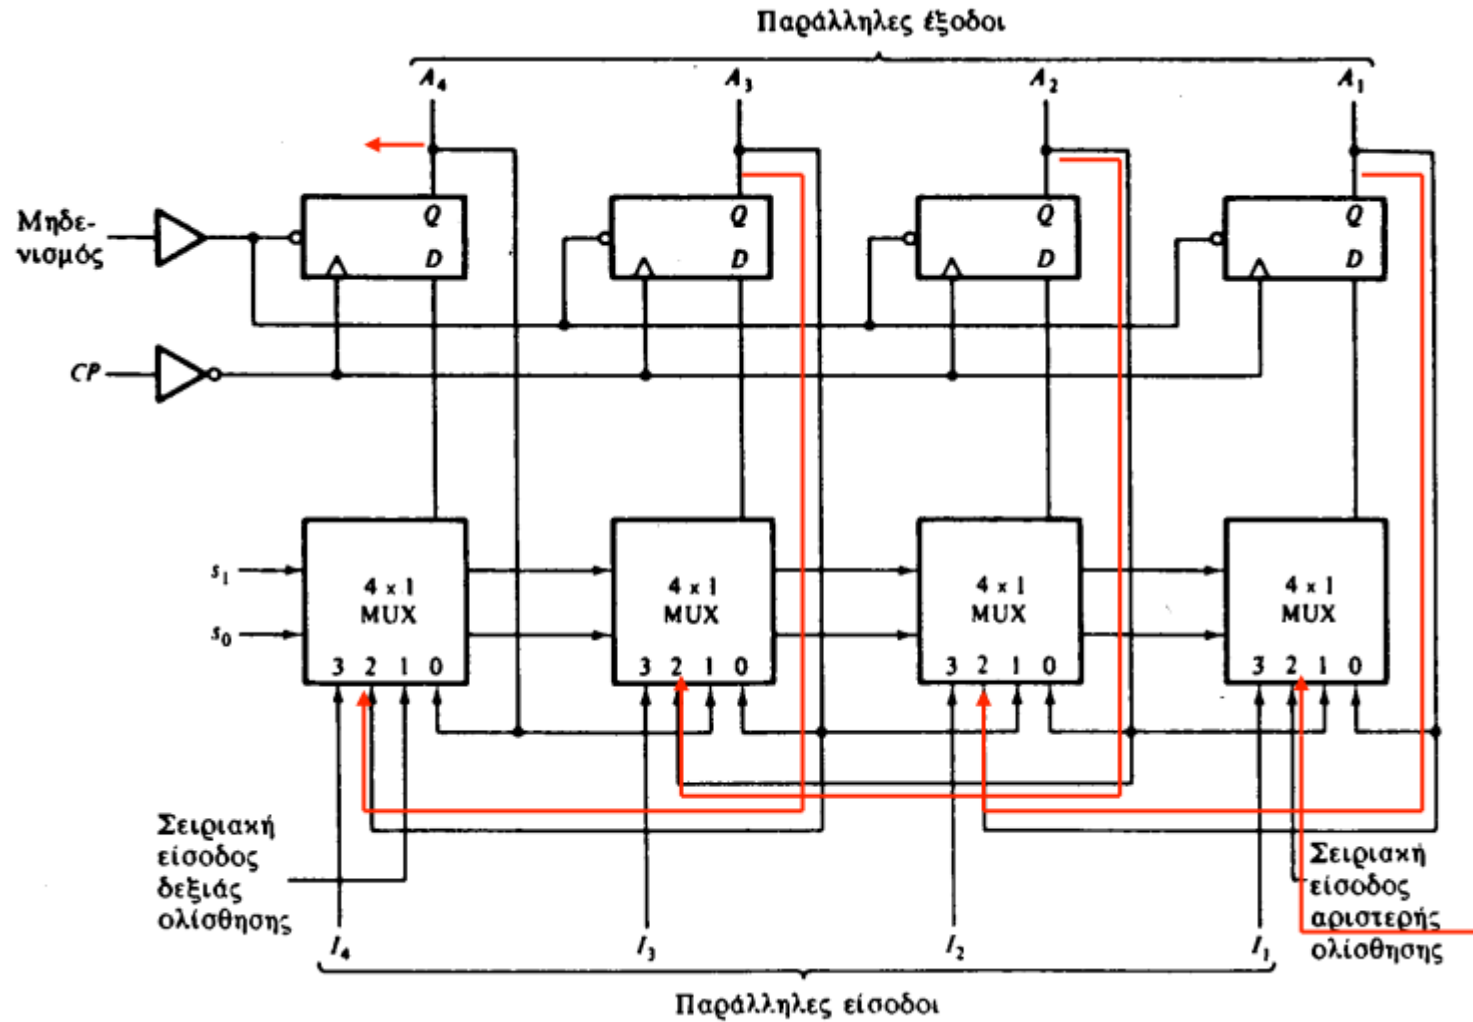 Παράλληλες έξοδοι
A₄ A₃ A₂ A₁
Μηδε-
νισμός
Q Q Q Q
D D D D
CP
s₁
s₀
4 × 1 4 × 1 4 × 1 4 × 1
MUX MUX MUX MUX
3 2 1 0 3 2 1 0 3 2 1 0 3 2 1 0
Σειριακή
είσοδος
δεξιάς
ολίσθησης
Σειριακή
είσοδος
αριστερής
ολίσθησης
I₄ I₃ I₂ I₁
Παράλληλες είσοδοι